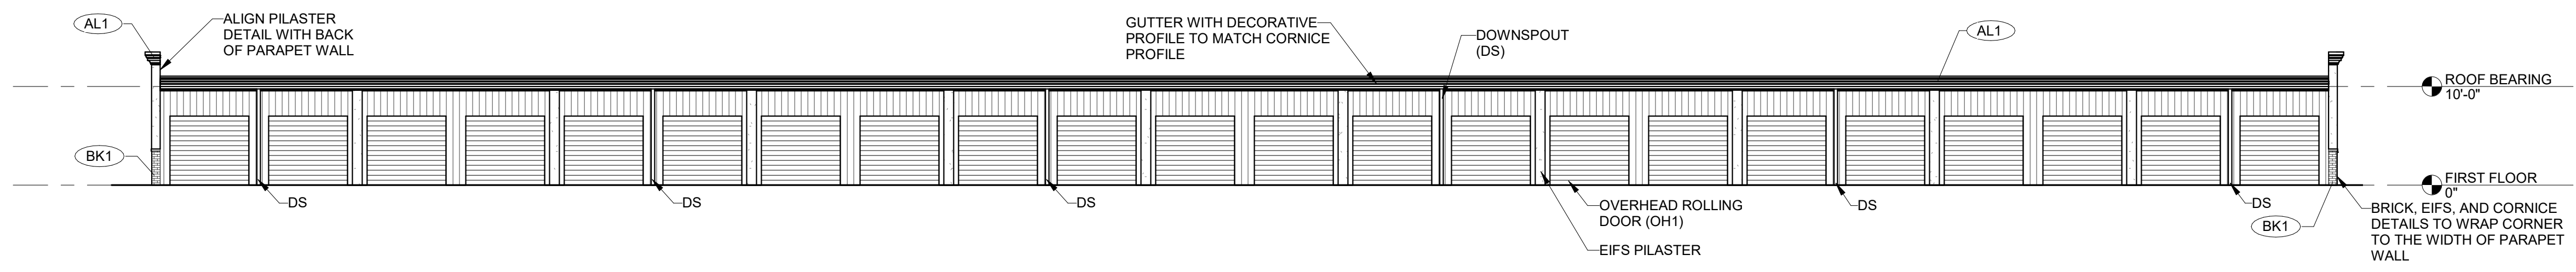 AL1
ALIGN PILASTER
DETAIL WITH BACK
OF PARAPET WALL
GUTTER WITH DECORATIVE
PROFILE TO MATCH CORNICE
PROFILE
DOWNSPOUT
(DS)
AL1
ROOF BEARING
10'-0"
BK1
FIRST FLOOR
0"
DS
DS
DS
OVERHEAD ROLLING
DOOR (OH1)
EIFS PILASTER
DS
DS
BK1
BRICK, EIFS, AND CORNICE
DETAILS TO WRAP CORNER
TO THE WIDTH OF PARAPET
WALL